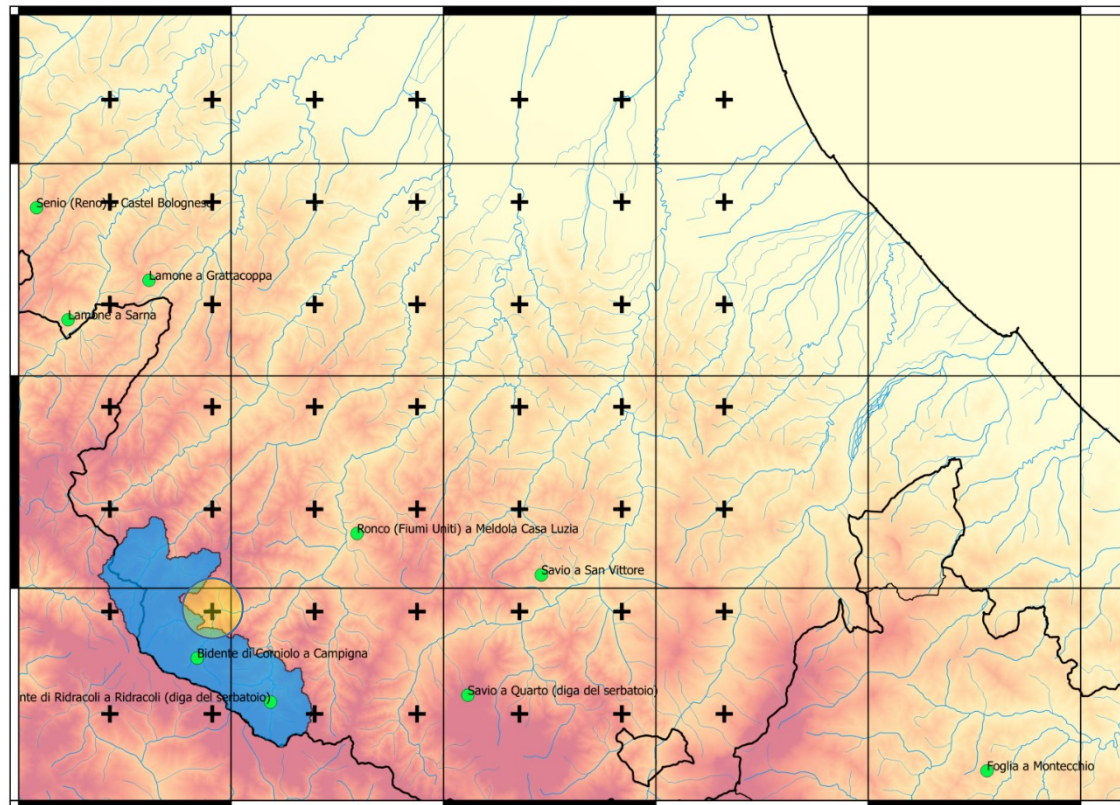 Senio (Reno) a Castel Bolognese
Lamone a Grattacoppa
Lamone a Sarna
Ronco (Fiumi Uniti) a Meldola Casa Luzia
Savio a San Vittore
Bidente di Corniolo a Campigna
nte di Ridracoli a Ridracoli (diga del serbatoio)
Savio a Quarto (diga del serbatoio)
Foglia a Montecchio